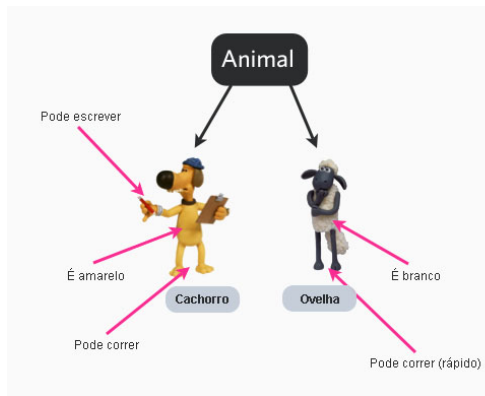 Animal
Pode escrever
É amarelo
É branco
Cachorro
Ovelha
Pode correr
Pode correr (rápido)